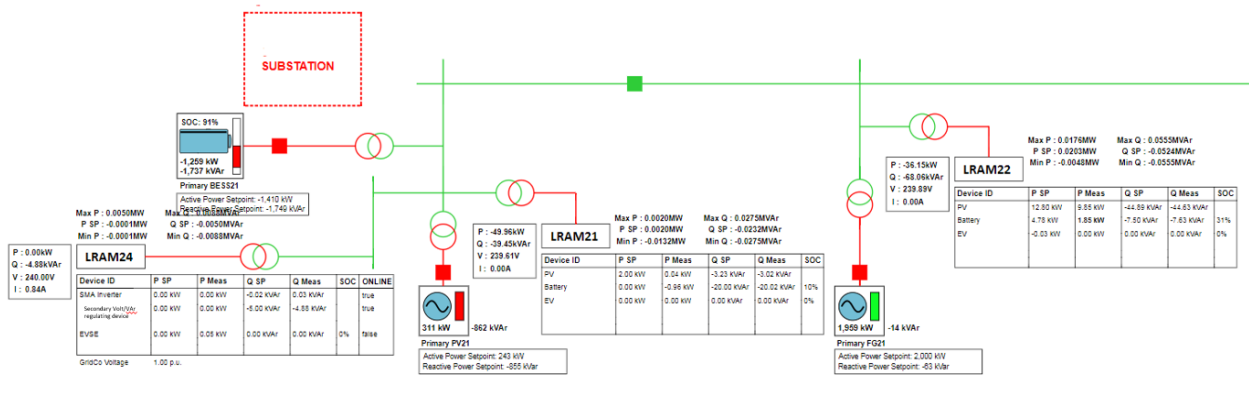 SUBSTATION
SOC: 91%
-1,259 kW
-1,737 kVAr
Primary BESS21
Active Power Setpoint: -1,410 kW
Reactive Power Setpoint: -1,749 kVar
Max P : 0.0050MW Max Q : 0.0088MVAr
P SP : -0.0001MW Q SP : -0.0050MVAr
Min P : -0.0001MW Min Q : -0.0088MVAr
P : 0.00kW
Q : -4.88kVAr
V : 240.00V
I : 0.84A
LRAM24
Device ID P SP P Meas Q SP Q Meas SOC ONLINE
SMA Inverter 0.00 kW 0.00 kW -0.02 kVAr 0.03 kVAr true
Secondary Volt/VAr regulating device 0.00 kW 0.00 kW -5.00 kVAr -4.88 kVAr true
EVSE 0.00 kW 0.05 kW 0.00 kVAr 0.00 kVAr 0% false
GridCo Voltage 1.00 p.u.
P : -49.96kW
Q : -39.45kVAr
V : 239.61V
I : 0.00A
LRAM21
Max P : 0.0020MW Max Q : 0.0275MVAr
P SP : 0.0020MW Q SP : -0.0232MVAr
Min P : -0.0132MW Min Q : -0.0275MVAr
Device ID P SP P Meas Q SP Q Meas SOC
PV 2.00 kW 0.04 kW -3.23 kVAr -3.02 kVAr
Battery 0.00 kW -0.96 kW -20.00 kVAr -20.02 kVAr 10%
EV 0.00 kW 0.00 kW 0.00 kVAr 0.00 kVAr 0%
311 kW -862 kVAr
Primary PV21
Active Power Setpoint: 243 kW
Reactive Power Setpoint: -855 kVar
1,959 kW -14 kVAr
Primary FG21
Active Power Setpoint: 2,000 kW
Reactive Power Setpoint: -63 kVar
P : -36.15kW
Q : -68.06kVAr
V : 239.89V
I : 0.00A
LRAM22
Max P : 0.0176MW Max Q : 0.0555MVAr
P SP : 0.0203MW Q SP : -0.0524MVAr
Min P : -0.0048MW Min Q : -0.0555MVAr
Device ID P SP P Meas Q SP Q Meas SOC
PV 12.80 kW 9.85 kW -44.89 kVAr -44.63 kVAr
Battery 4.78 kW 1.85 kW -7.50 kVAr -7.63 kVAr 31%
EV -0.03 kW 0.00 kW 0.00 kVAr 0.00 kVAr 0%